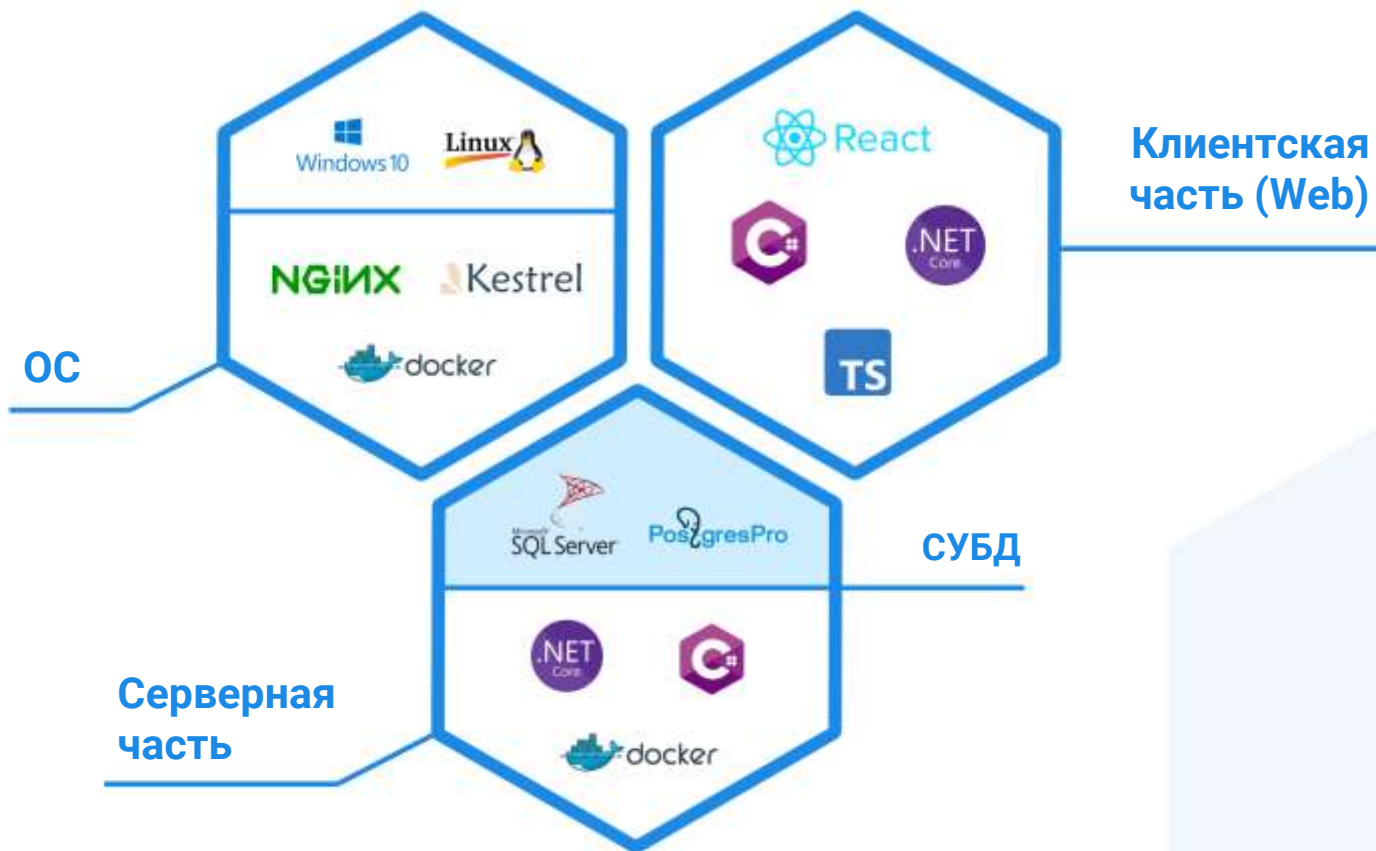 Windows 10
Linux
NGINX
Kestrel
docker
ОС
React
C#
.NET
Core
TS
Клиентская
часть (Web)
Microsoft
SQL Server
PostgresPro
СУБД
.NET
Core
C#
docker
Серверная
часть